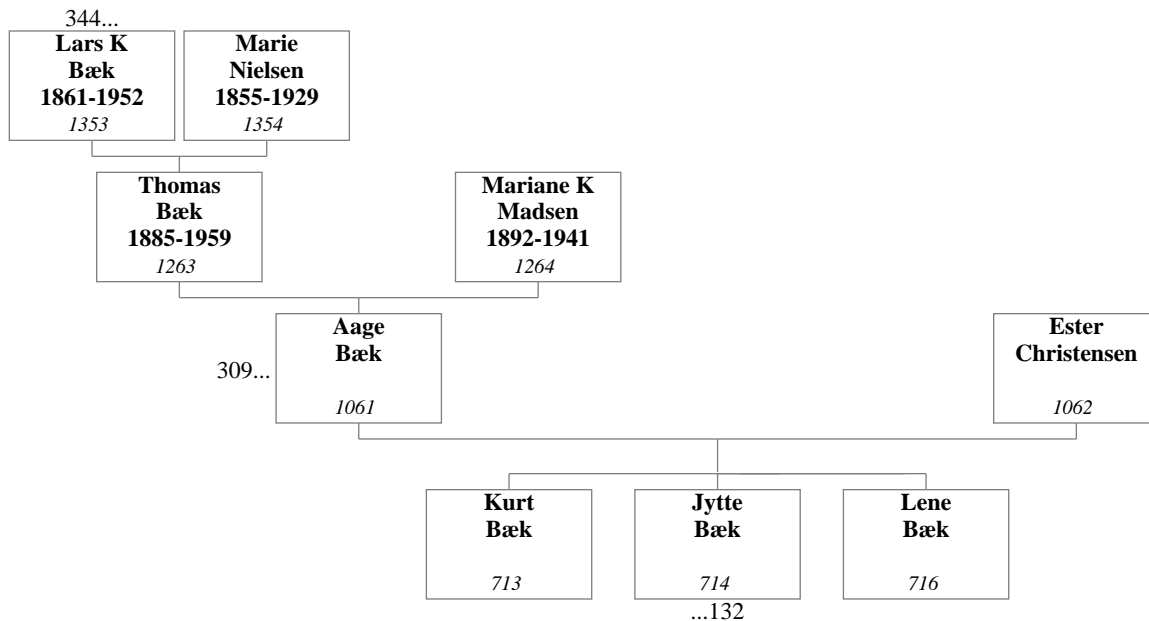 344...
Lars K
Bæk
1861-1952
1353
Marie
Nielsen
1855-1929
1354
Thomas
Bæk
1885-1959
1263
Mariane K
Madsen
1892-1941
1264
309...
Aage
Bæk
1061
Ester
Christensen
1062
Kurt
Bæk
713
Jytte
Bæk
714
...132
Lene
Bæk
716